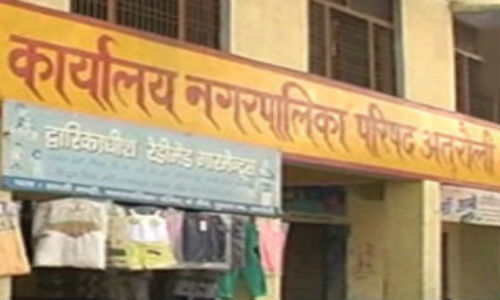 कार्यालय नगरपालिका परिषद अतरौली
द्वारिकाधीश रेडीमेड गारमेन्ट्स